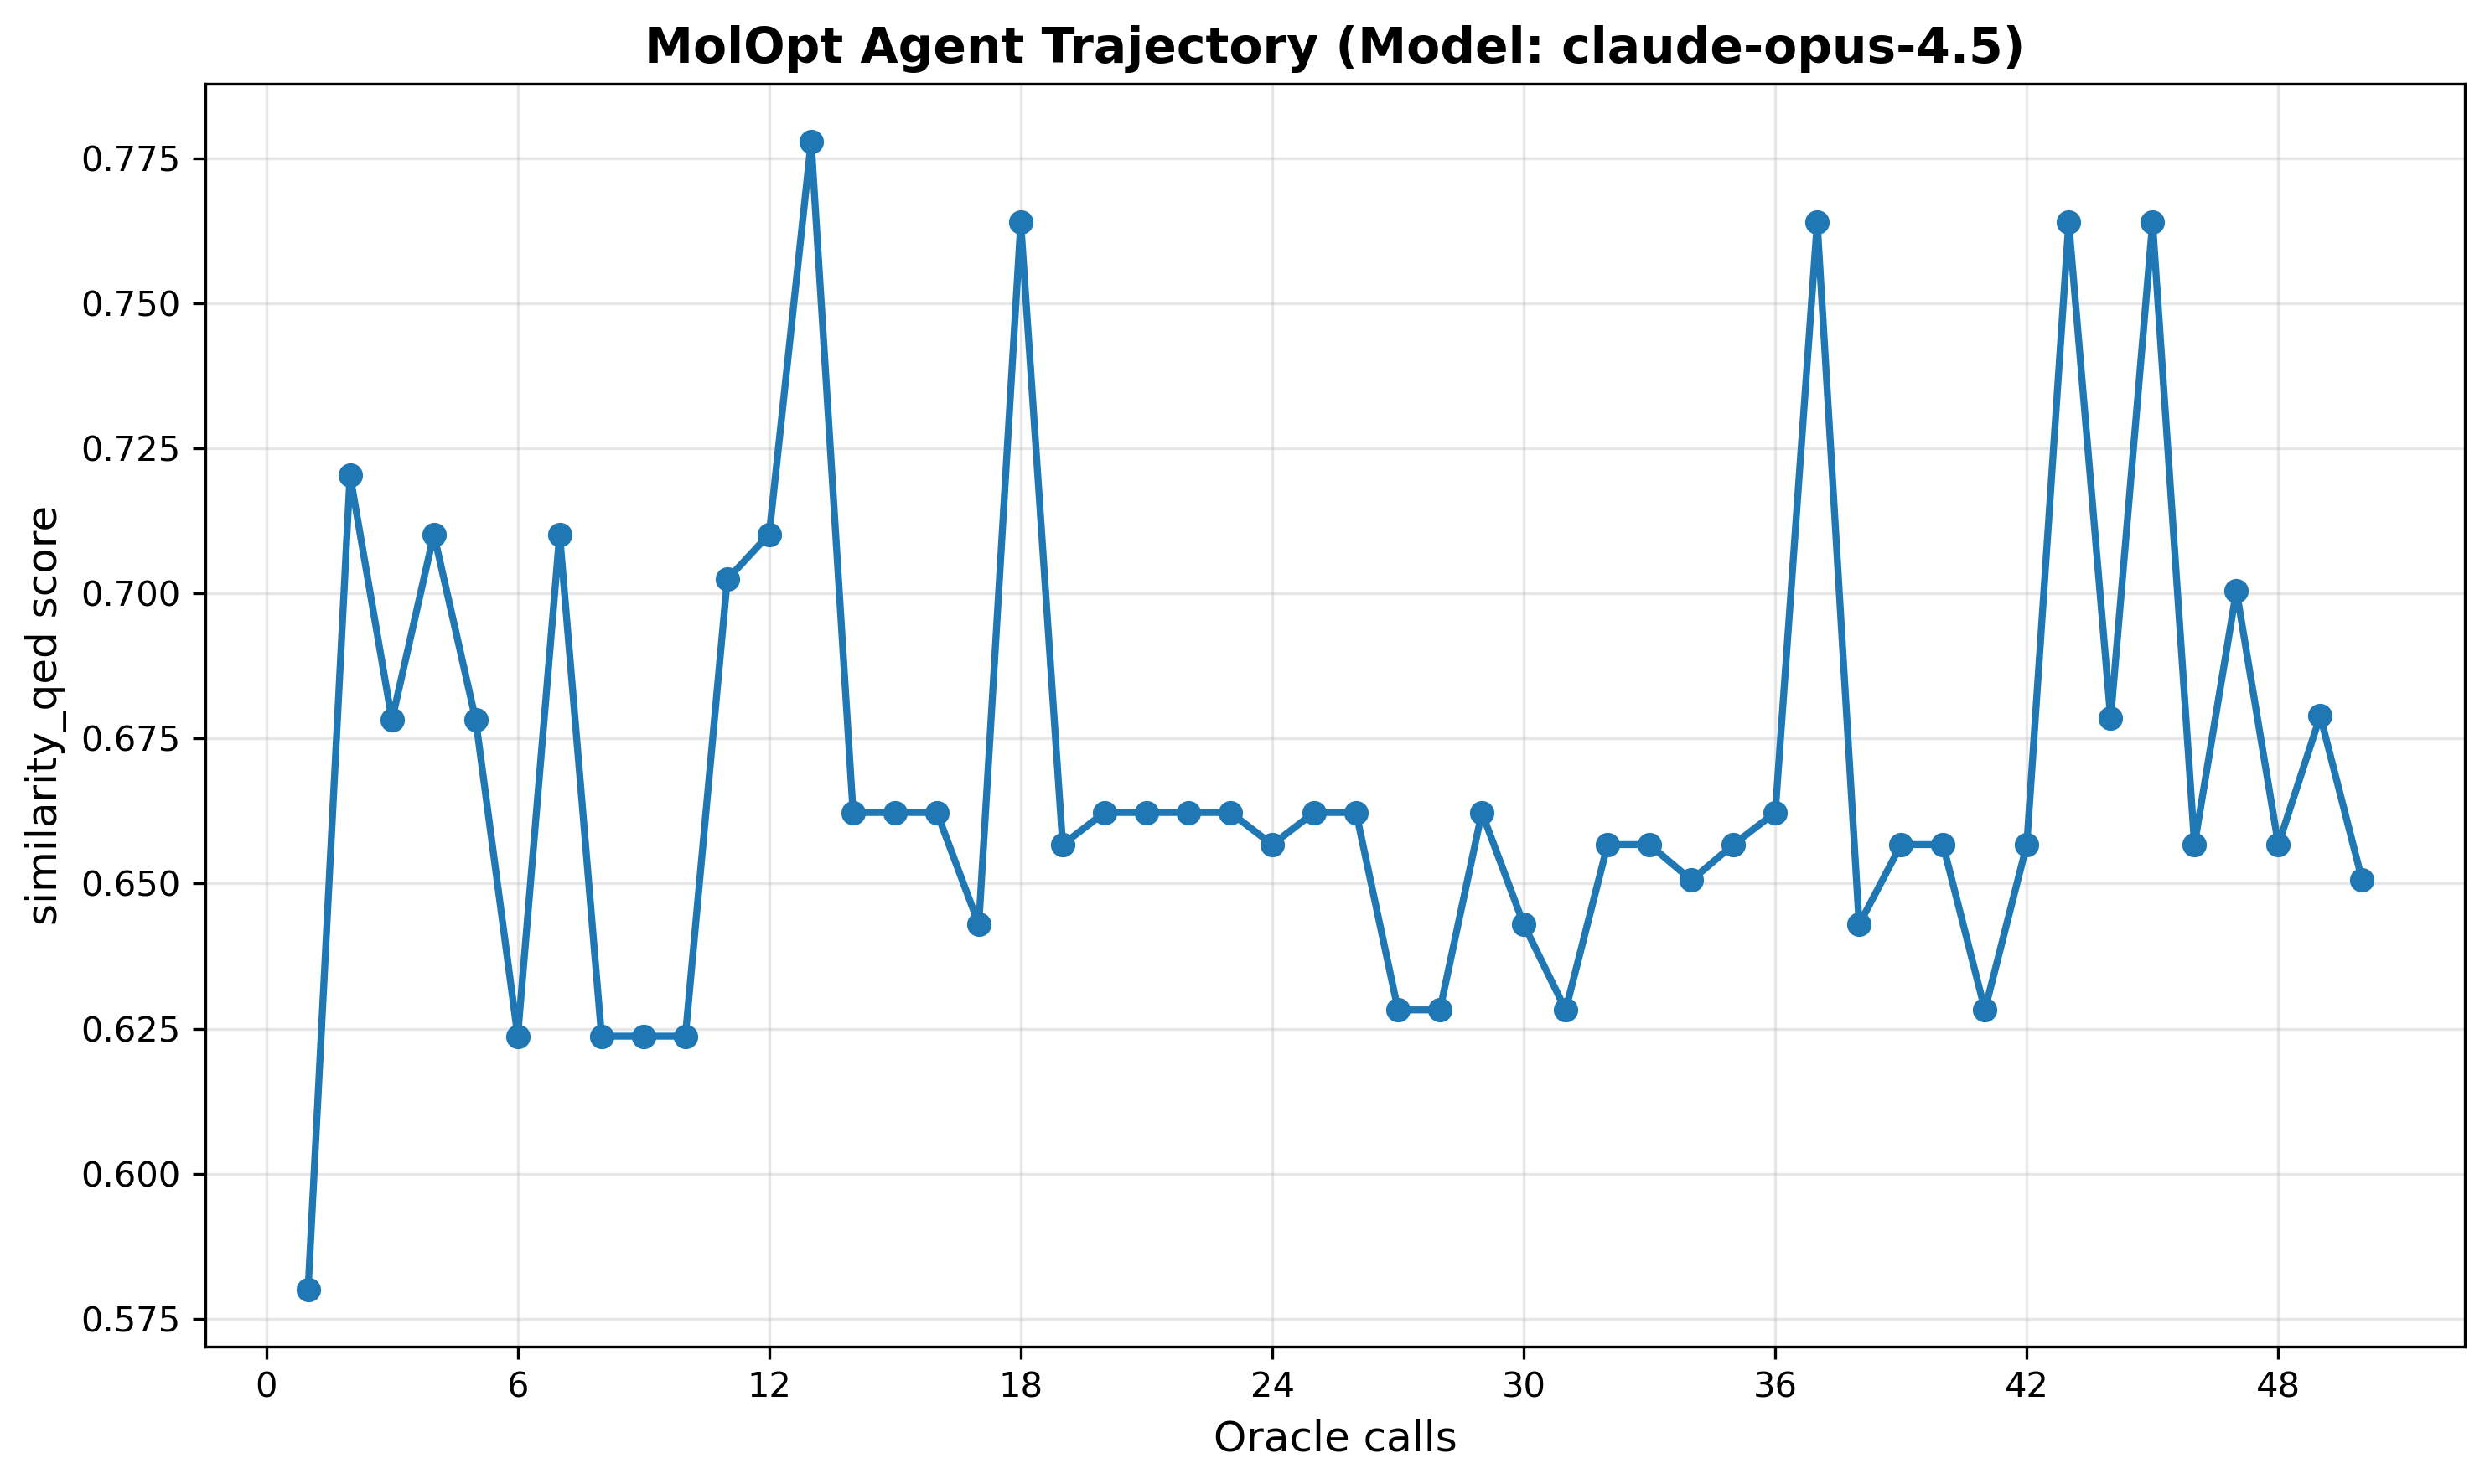 MolOpt Agent Trajectory (Model: claude-opus-4.5)
similarity_qed score
0.775
0.750
0.725
0.700
0.675
0.650
0.625
0.600
0.575
0 6 12 18 24 30 36 42 48
Oracle calls